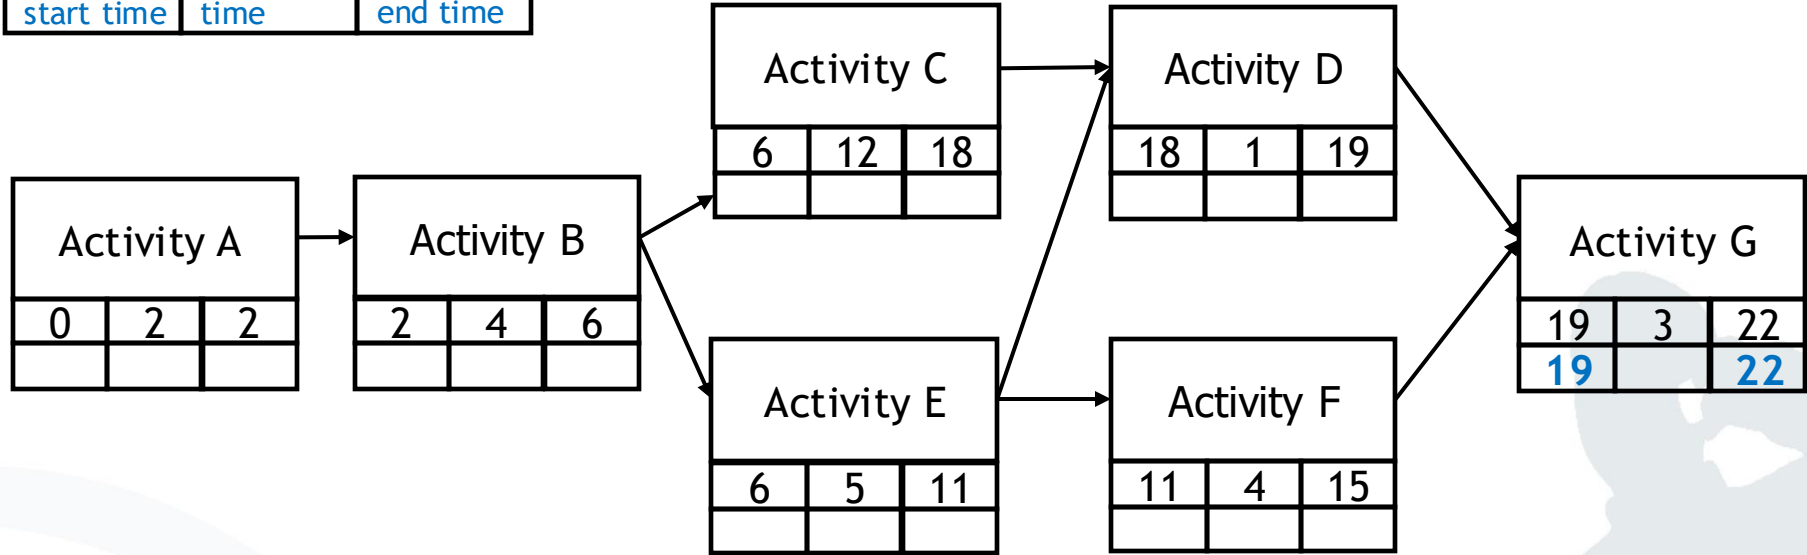 start time time end time
Activity C
6 12 18
Activity D
18 1 19
Activity A
0 2 2
Activity B
2 4 6
Activity G
19 3 22
19 22
Activity E
6 5 11
Activity F
11 4 15